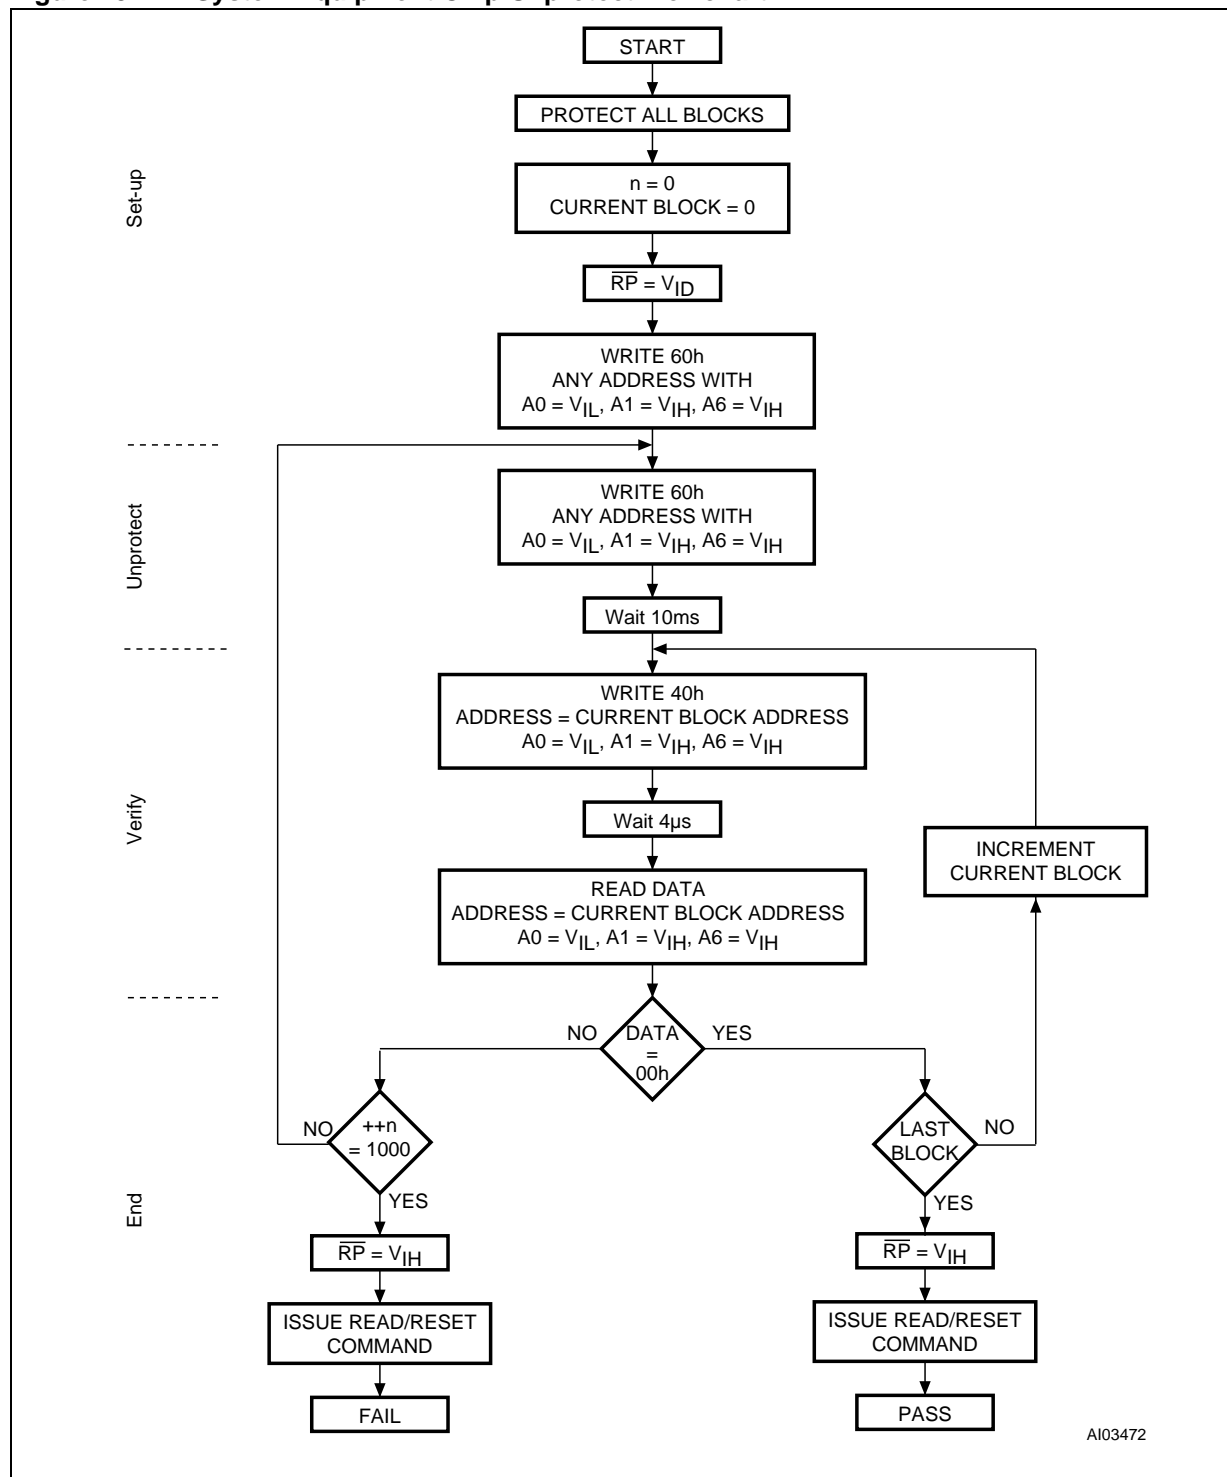 START
PROTECT ALL BLOCKS
n = 0
CURRENT BLOCK = 0
RP = VID
WRITE 60h
ANY ADDRESS WITH
A0 = VIL, A1 = VIH, A6 = VIH
Set-up
WRITE 60h
ANY ADDRESS WITH
A0 = VIL, A1 = VIH, A6 = VIH
Wait 10ms
Unprotect
WRITE 40h
ADDRESS = CURRENT BLOCK ADDRESS
A0 = VIL, A1 = VIH, A6 = VIH
Wait 4µs
READ DATA
ADDRESS = CURRENT BLOCK ADDRESS
A0 = VIL, A1 = VIH, A6 = VIH
Verify
INCREMENT
CURRENT BLOCK
NO
DATA
=
00h
YES
NO
++n
= 1000
YES
LAST
BLOCK
NO
YES
End
RP = VIH
RP = VIH
ISSUE READ/RESET
COMMAND
ISSUE READ/RESET
COMMAND
FAIL
PASS
AI03472